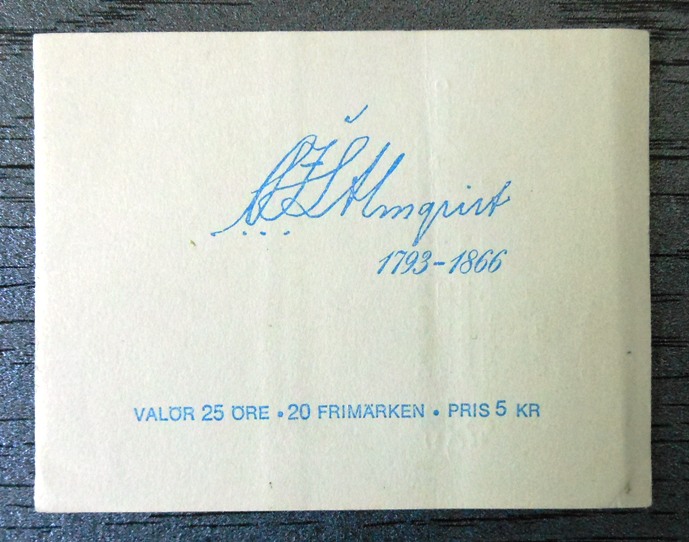 C J L Almqvist
1793-1866
VALÖR 25 ÖRE • 20 FRIMÄRKEN • PRIS 5 KR